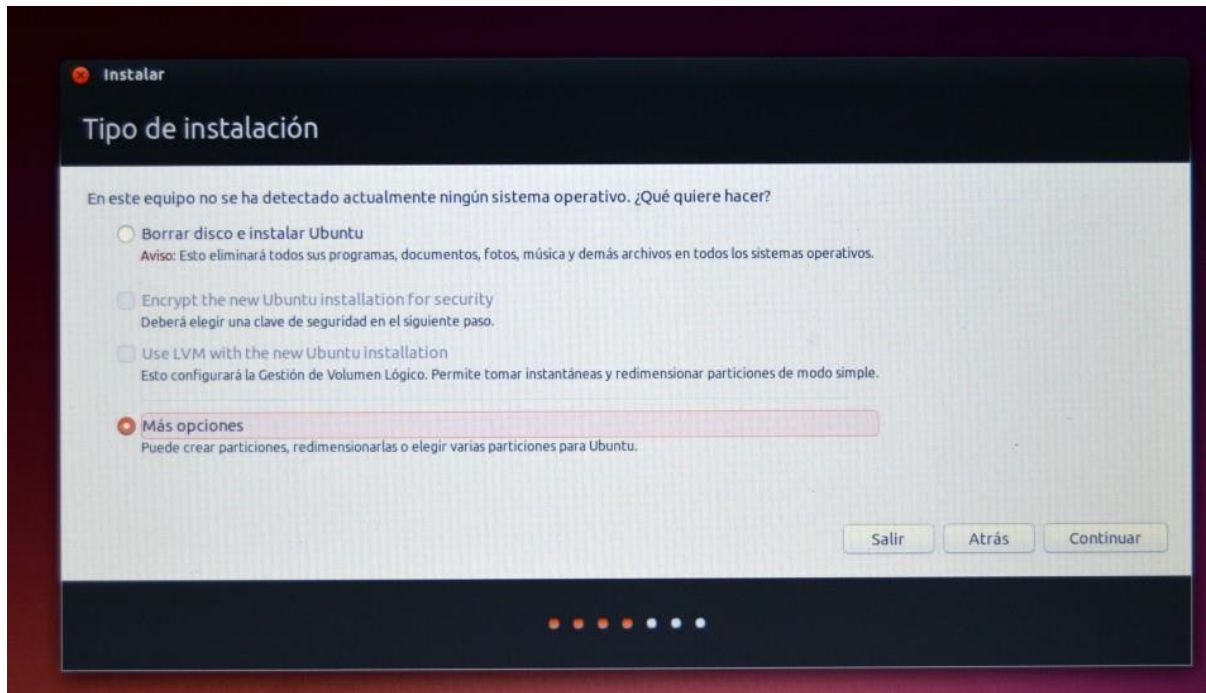 Instalar
Tipo de instalación
En este equipo no se ha detectado actualmente ningún sistema operativo. ¿Qué quiere hacer?
Borrar disco e instalar Ubuntu
Aviso: Esto eliminará todos sus programas, documentos, fotos, música y demás archivos en todos los sistemas operativos.
Encrypt the new Ubuntu installation for security
Deberá elegir una clave de seguridad en el siguiente paso.
Use LVM with the new Ubuntu installation
Esto configurará la Gestión de Volumen Lógico. Permite tomar instantáneas y redimensionar particiones de modo simple.
Más opciones
Puede crear particiones, redimensionarlas o elegir varias particiones para Ubuntu.
Salir Atrás Continuar